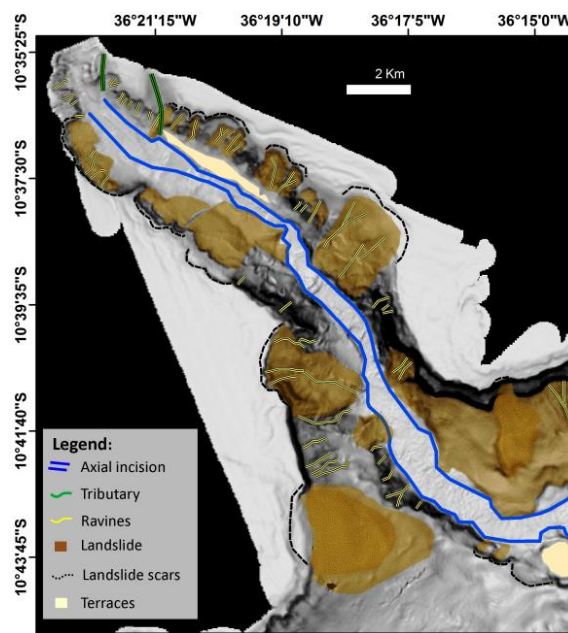 36°21'15"W 36°19'10"W 36°17'5"W 36°15'0"W
10°35'25"S
2 Km
10°37'30"S
10°39'35"S
10°41'40"S
10°43'45"S
Legend:
Axial incision
Tributary
Ravines
Landslide
Landslide scars
Terraces